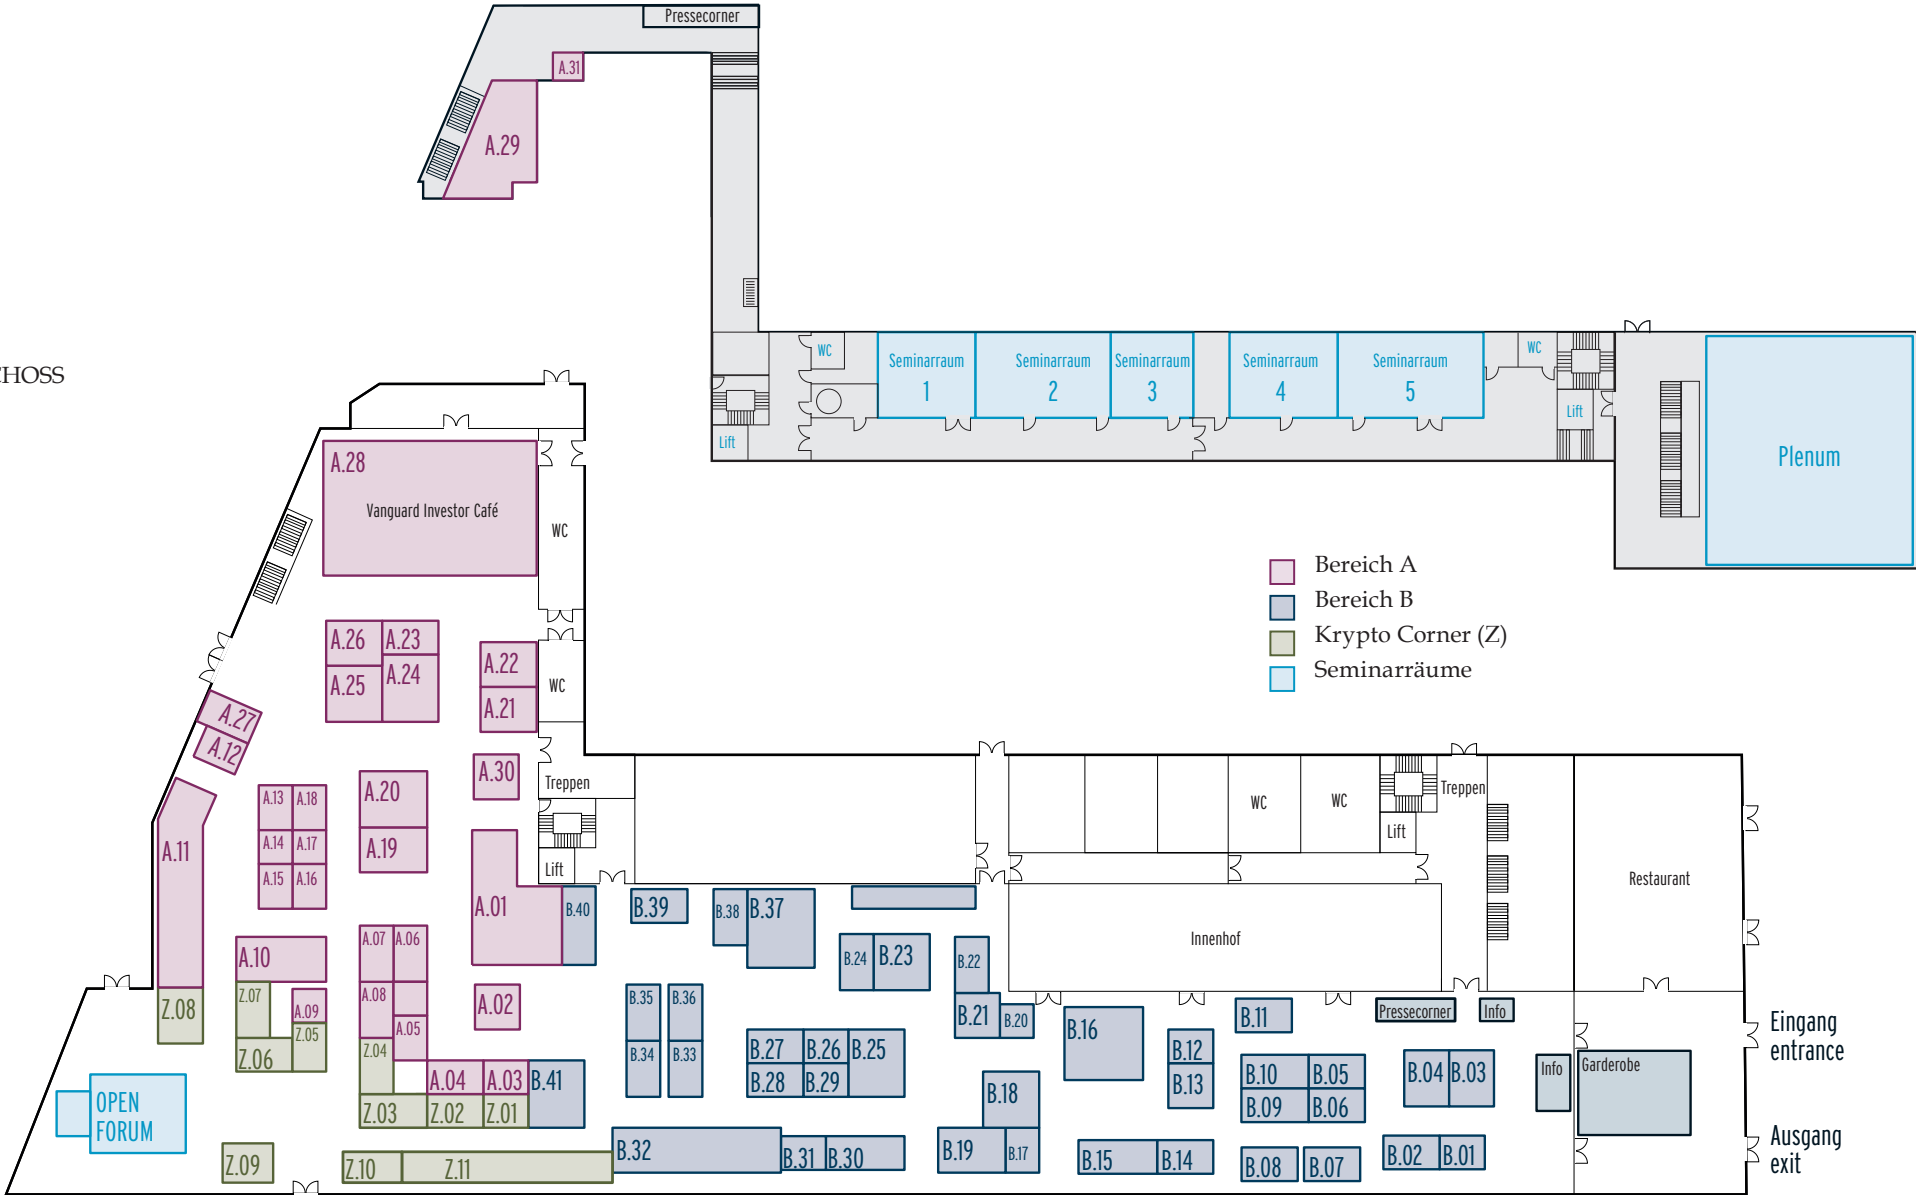 Pressecorner
A.31
A.29
CHOSS
WC
Seminarraum
1
Seminarraum
2
Seminarraum
3
Seminarraum
4
Seminarraum
5
WC
Lift
Lift
Plenum
A.28
Vanguard Investor Café
WC
Bereich A
Bereich B
Krypto Corner (Z)
Seminarräume
A.26
A.23
A.25
A.24
A.22
A.21
WC
A.27
A.12
A.30
Treppen
Treppen
A.13
A.18
A.20
WC
WC
A.11
A.14
A.17
A.19
Lift
Lift
A.15
A.16
Restaurant
A.01
B.40
B.39
B.38
B.37
A.07
A.06
Innenhof
A.10
B.24
B.23
B.22
Z.08
Z.07
A.09
A.08
A.02
B.35
B.36
B.21
B.20
B.16
B.11
Pressecorner
Info
Z.05
A.05
Eingang
entrance
Z.06
Z.04
B.34
B.33
B.27
B.26
B.25
B.12
B.10
B.05
B.04
B.03
Info
Garderobe
A.04
A.03
B.41
B.28
B.29
B.13
OPEN
FORUM
Z.03
Z.02
Z.01
B.18
B.09
B.06
Z.09
Z.10
Z.11
B.32
B.31
B.30
B.19
B.17
B.15
B.14
B.08
B.07
B.02
B.01
Ausgang
exit